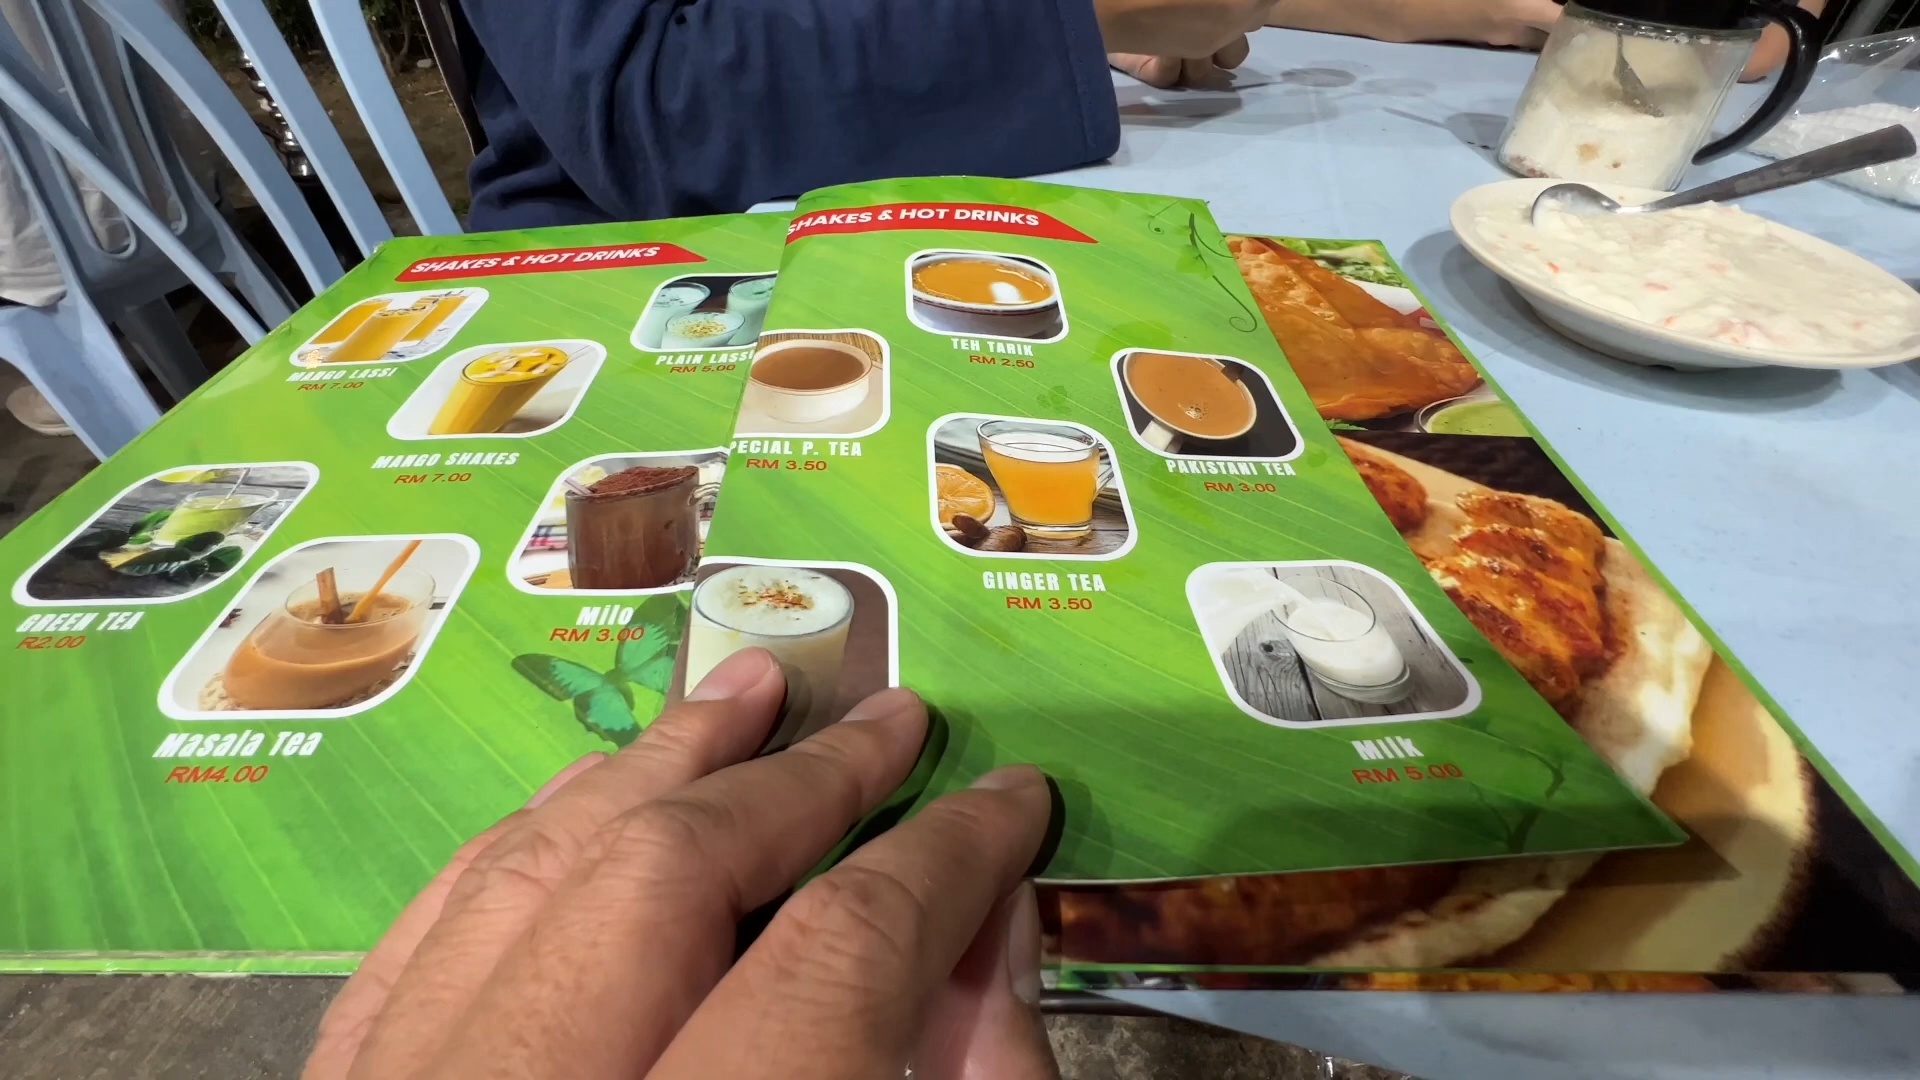 SHAKES & HOT DRINKS
MANGO LASSI
RM 7.00
PLAIN LASSI
RM 5.00
MANGO SHAKES
RM 7.00
GREEN TEA
R2.00
Milo
RM 3.00
Masala Tea
RM4.00
SHAKES & HOT DRINKS
TEH TARIK
RM 2.50
PECIAL P. TEA
RM 3.50
PAKISTANI TEA
RM 3.00
GINGER TEA
RM 3.50
Milk
RM 5.00